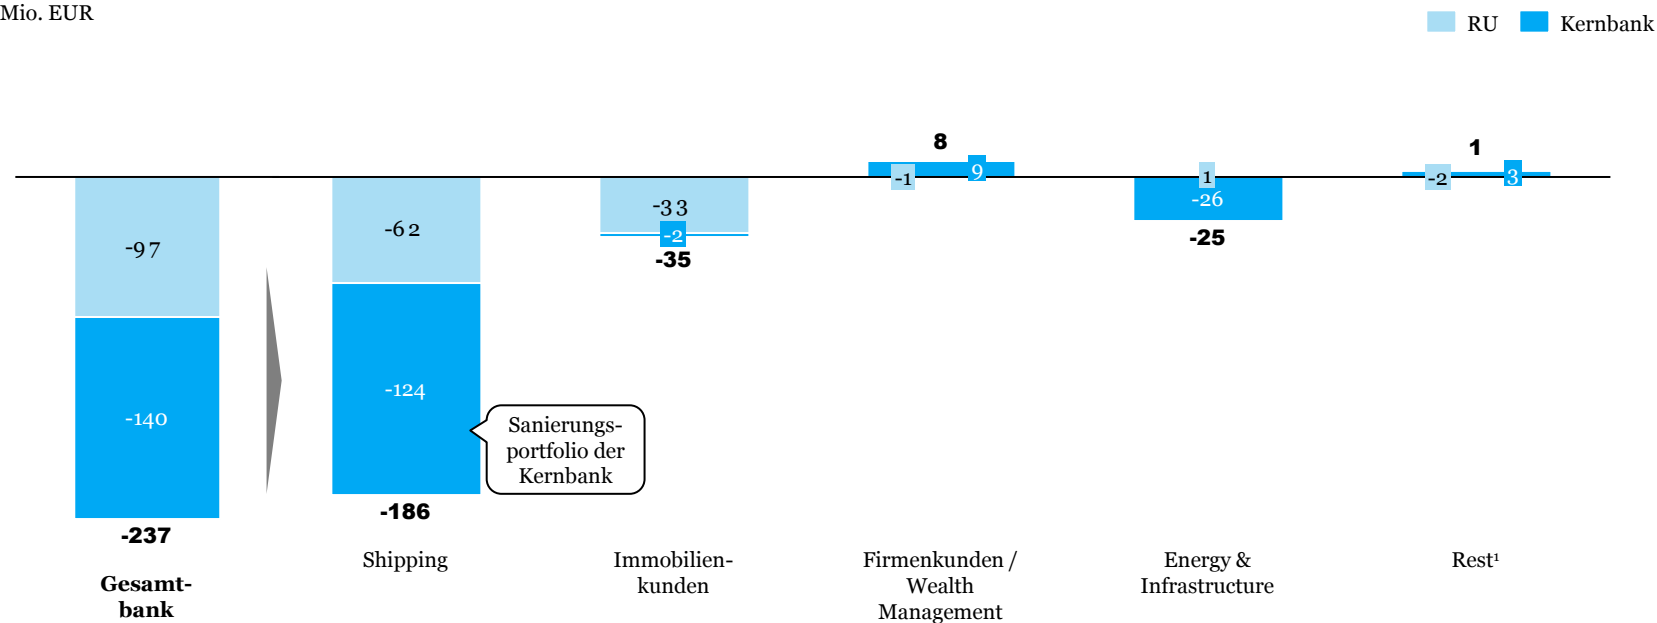 Mio. EUR
RU Kernbank
8
1
-1 9
1
-2 3
-97
-62
-33
-2
-35
-26
-25
-140
-124
Sanierungs-
portfolio der
Kernbank
-237
-186
Gesamt-
bank
Shipping
Immobilien-
kunden
Firmenkunden /
Wealth
Management
Energy &
Infrastructure
Rest¹